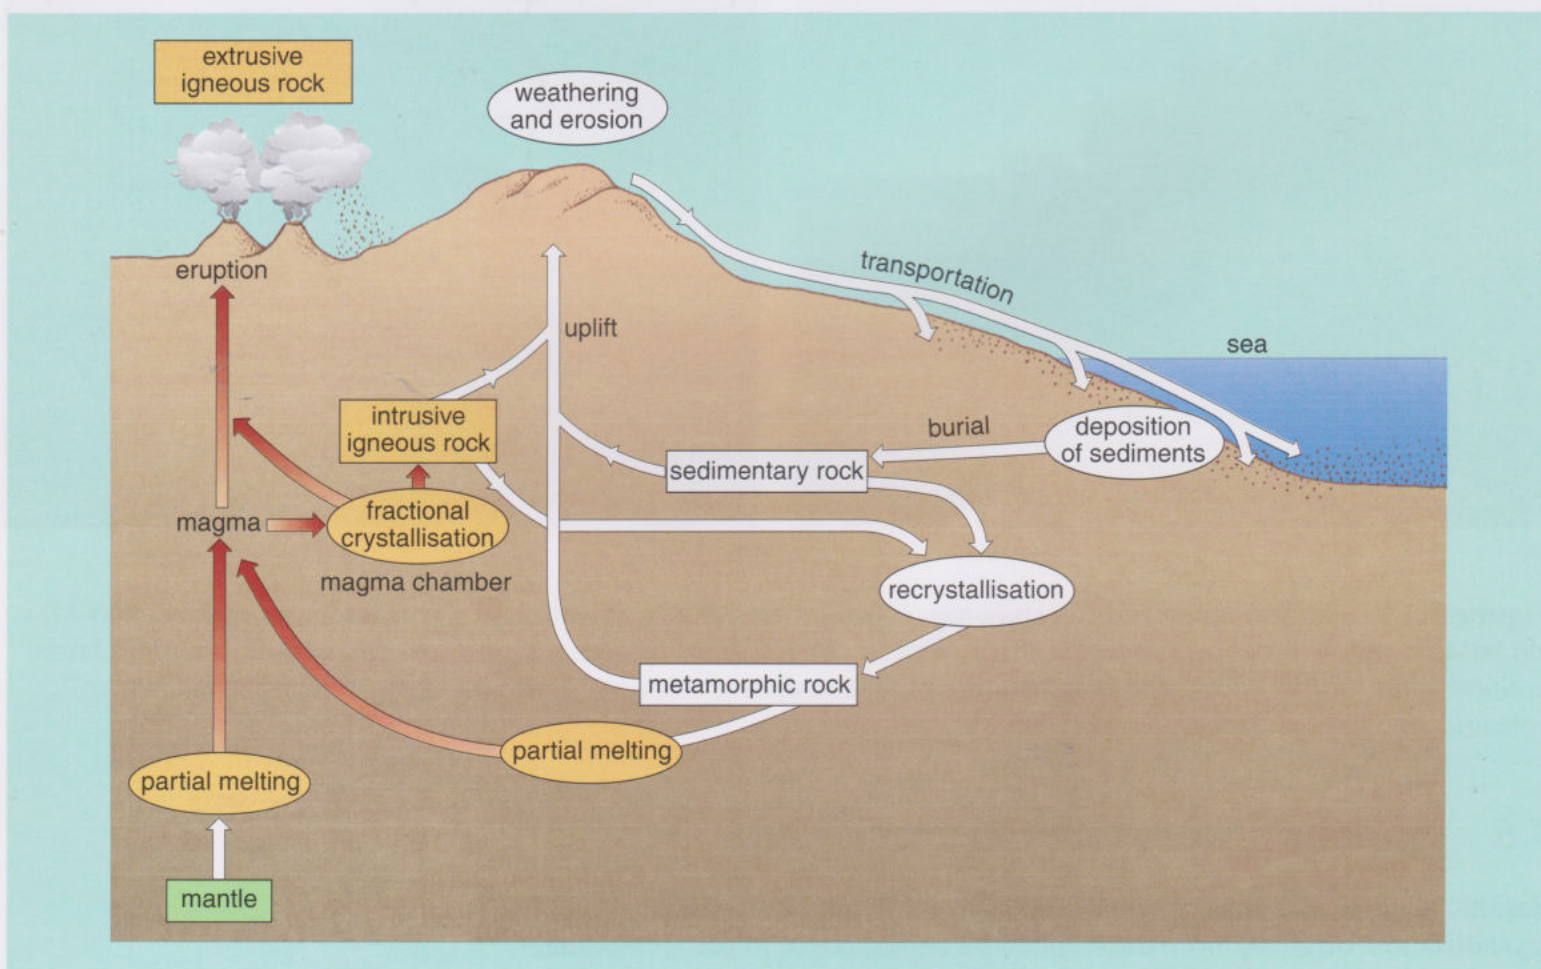 extrusive
igneous rock
weathering
and erosion
eruption
transportation
uplift
sea
intrusive
igneous rock
burial
deposition
of sediments
sedimentary rock
magma
fractional
crystallisation
magma chamber
recrystallisation
metamorphic rock
partial melting
partial melting
mantle